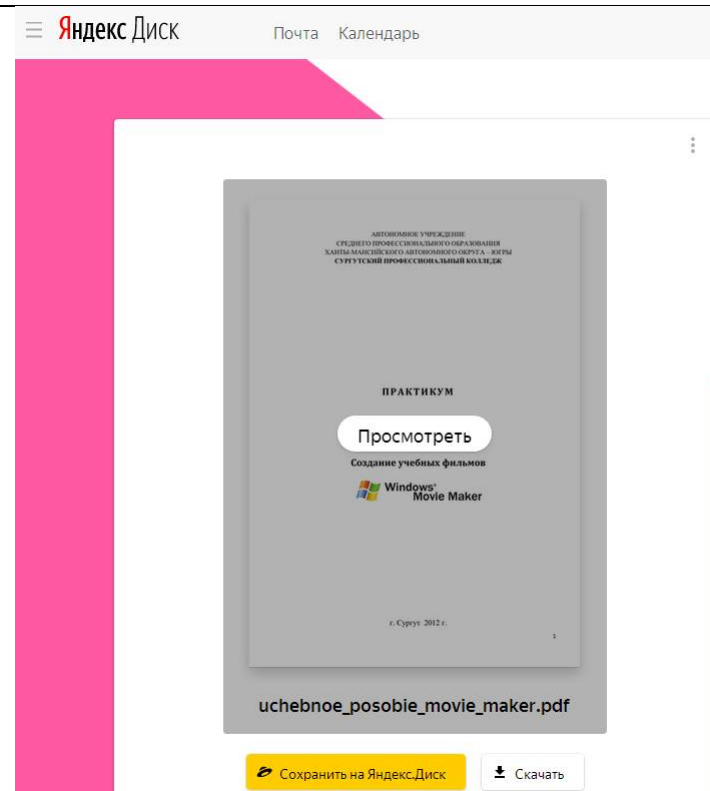 Яндекс Диск
Почта Календарь
АВТОНОМНОЕ УЧРЕЖДЕНИЕ
СРЕДНЕГО ПРОФЕССИОНАЛЬНОГО ОБРАЗОВАНИЯ
ХАНТЫ-МАНСИЙСКОГО АВТОНОМНОГО ОКРУГА – ЮГРЫ
СУРГУТСКИЙ ПРОФЕССИОНАЛЬНЫЙ КОЛЛЕДЖ
ПРАКТИКУМ
Просмотреть
Создание учебных фильмов
Windows®
Movie Maker
г. Сургут 2012 г.
1
uchebnoe_posobie_movie_maker.pdf
Сохранить на Яндекс.Диск
Скачать